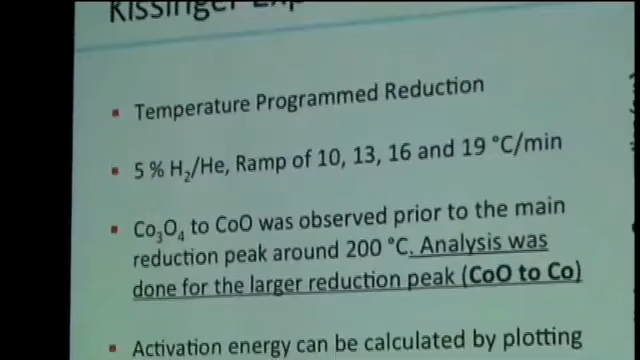 Kissinger
Temperature Programmed Reduction
5 % H₂/He, Ramp of 10, 13, 16 and 19 °C/min
Co₃O₄ to CoO was observed prior to the main
reduction peak around 200 °C. Analysis was
done for the larger reduction peak (CoO to Co)
Activation energy can be calculated by plotting